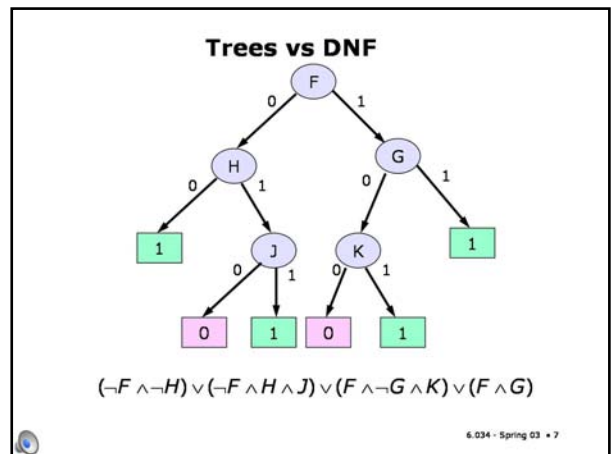 Trees vs DNF
F
0 1
H G
0 1 0 1
1 J K 1
0 1 0 1
0 1 0 1
(¬F ∧ ¬H) ∨ (¬F ∧ H ∧ J) ∨ (F ∧ ¬G ∧ K) ∨ (F ∧ G)
6.034 - Spring 03 • 7